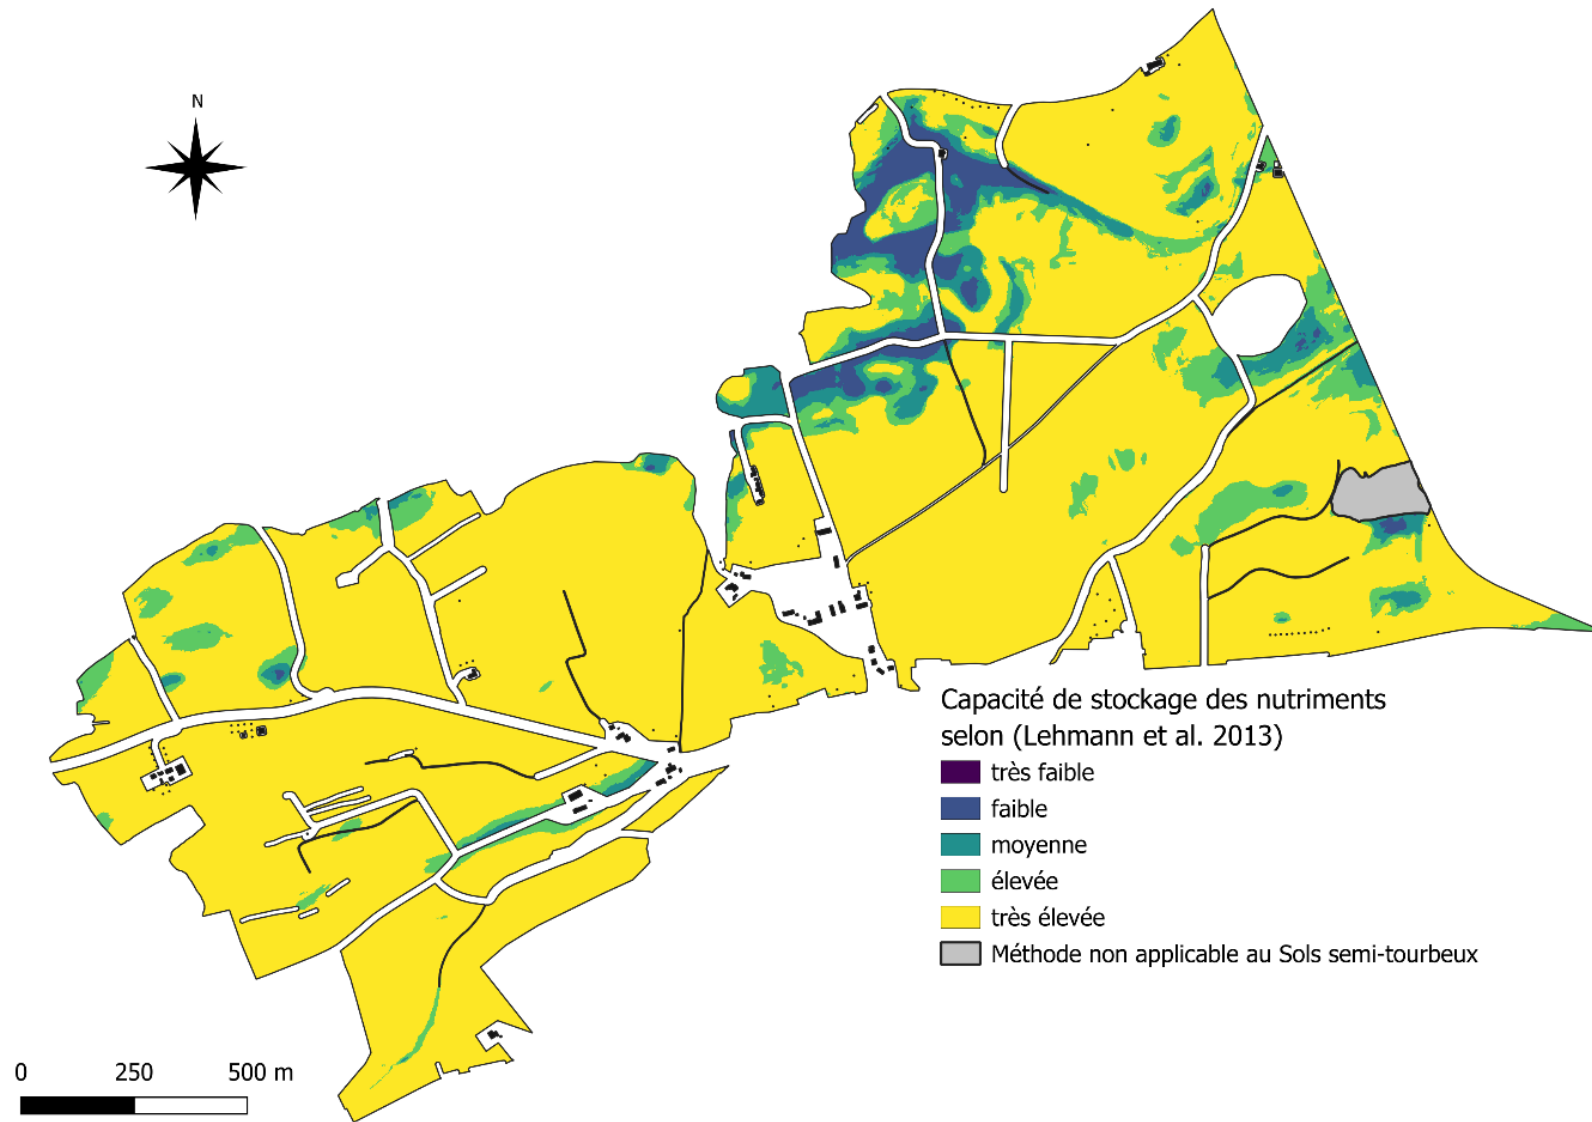 N
Capacité de stockage des nutriments
selon (Lehmann et al. 2013)
très faible
faible
moyenne
élevée
très élevée
Méthode non applicable au Sols semi-tourbeux
0 250 500 m